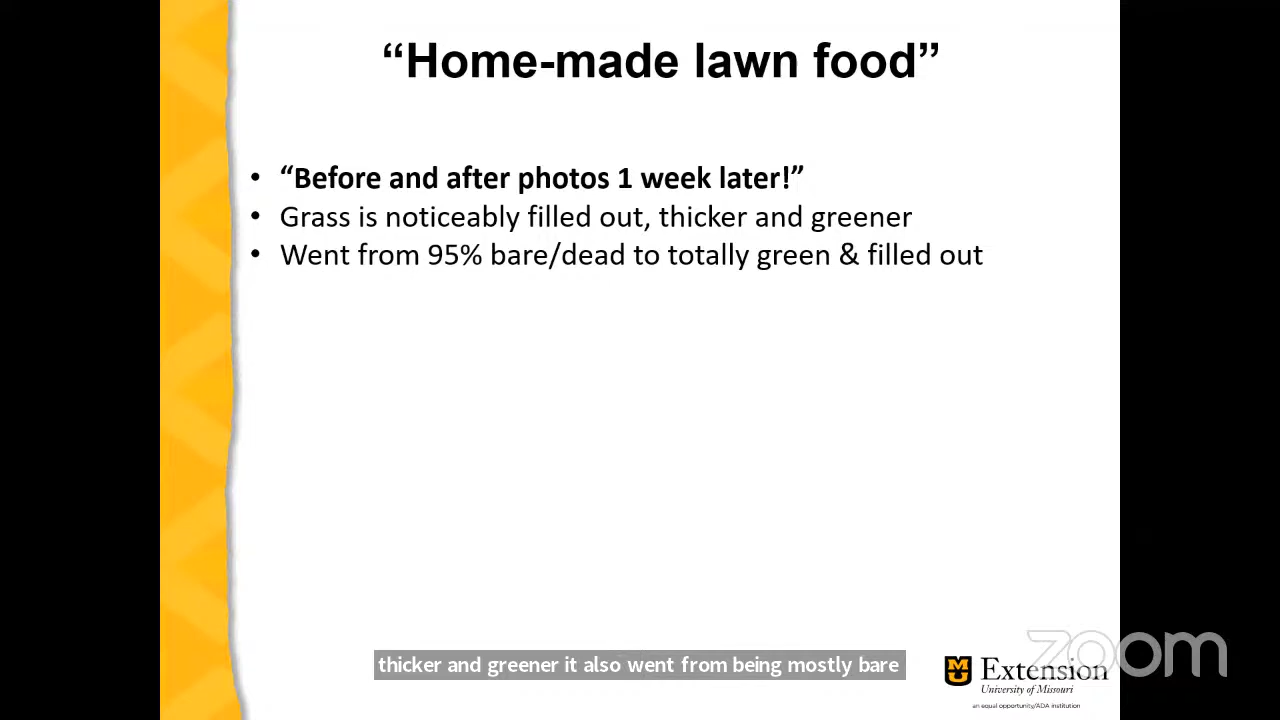 “Home-made lawn food”
• “Before and after photos 1 week later!”
• Grass is noticeably filled out, thicker and greener
• Went from 95% bare/dead to totally green & filled out
thicker and greener it also went from being mostly bare
zoom
MU Extension
University of Missouri
an equal opportunity/ADA institution